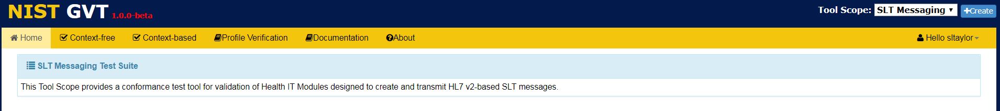 NIST GVT 1.0.0-beta Tool Scope: SLT Messaging Create
Home Context-free Context-based Profile Verification Documentation About Hello sltaylor
SLT Messaging Test Suite
This Tool Scope provides a conformance test tool for validation of Health IT Modules designed to create and transmit HL7 v2-based SLT messages.